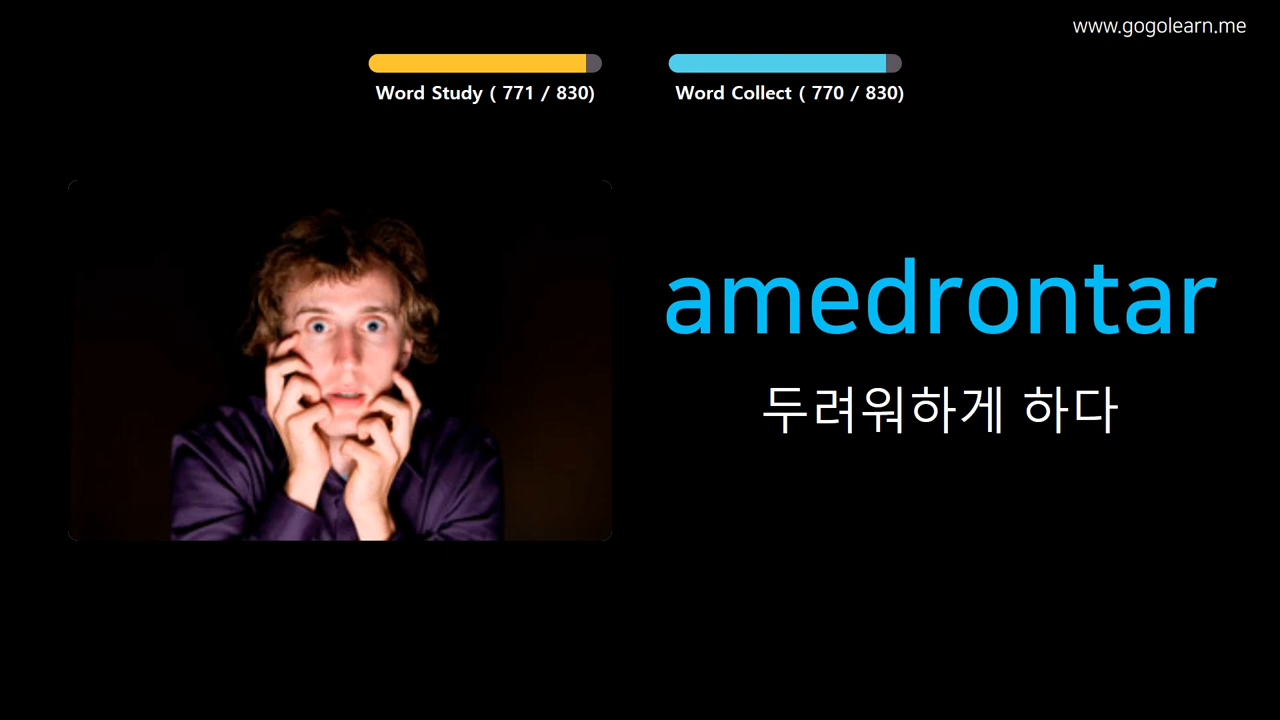 www.gogolearn.me
Word Study ( 771 / 830)
Word Collect ( 770 / 830)
amedrontar
두려워하게 하다